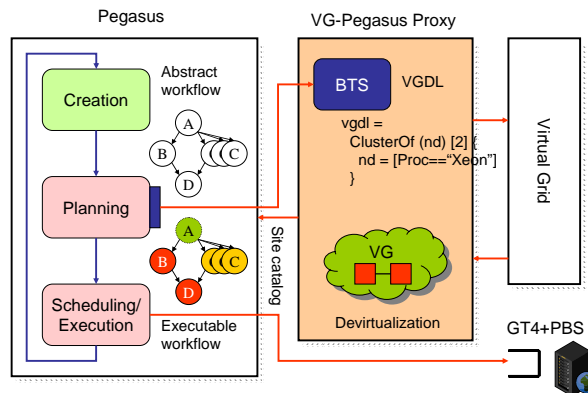 Pegasus
VG-Pegasus Proxy
Creation
Abstract
workflow
A
B
C
D
Planning
A
B
C
D
Scheduling/
Execution
Executable
workflow
Site catalog
BTS
VGDL
vgdl =
ClusterOf (nd) [2] {
nd = [Proc==“Xeon”]
}
VG
Devirtualization
Virtual Grid
GT4+PBS